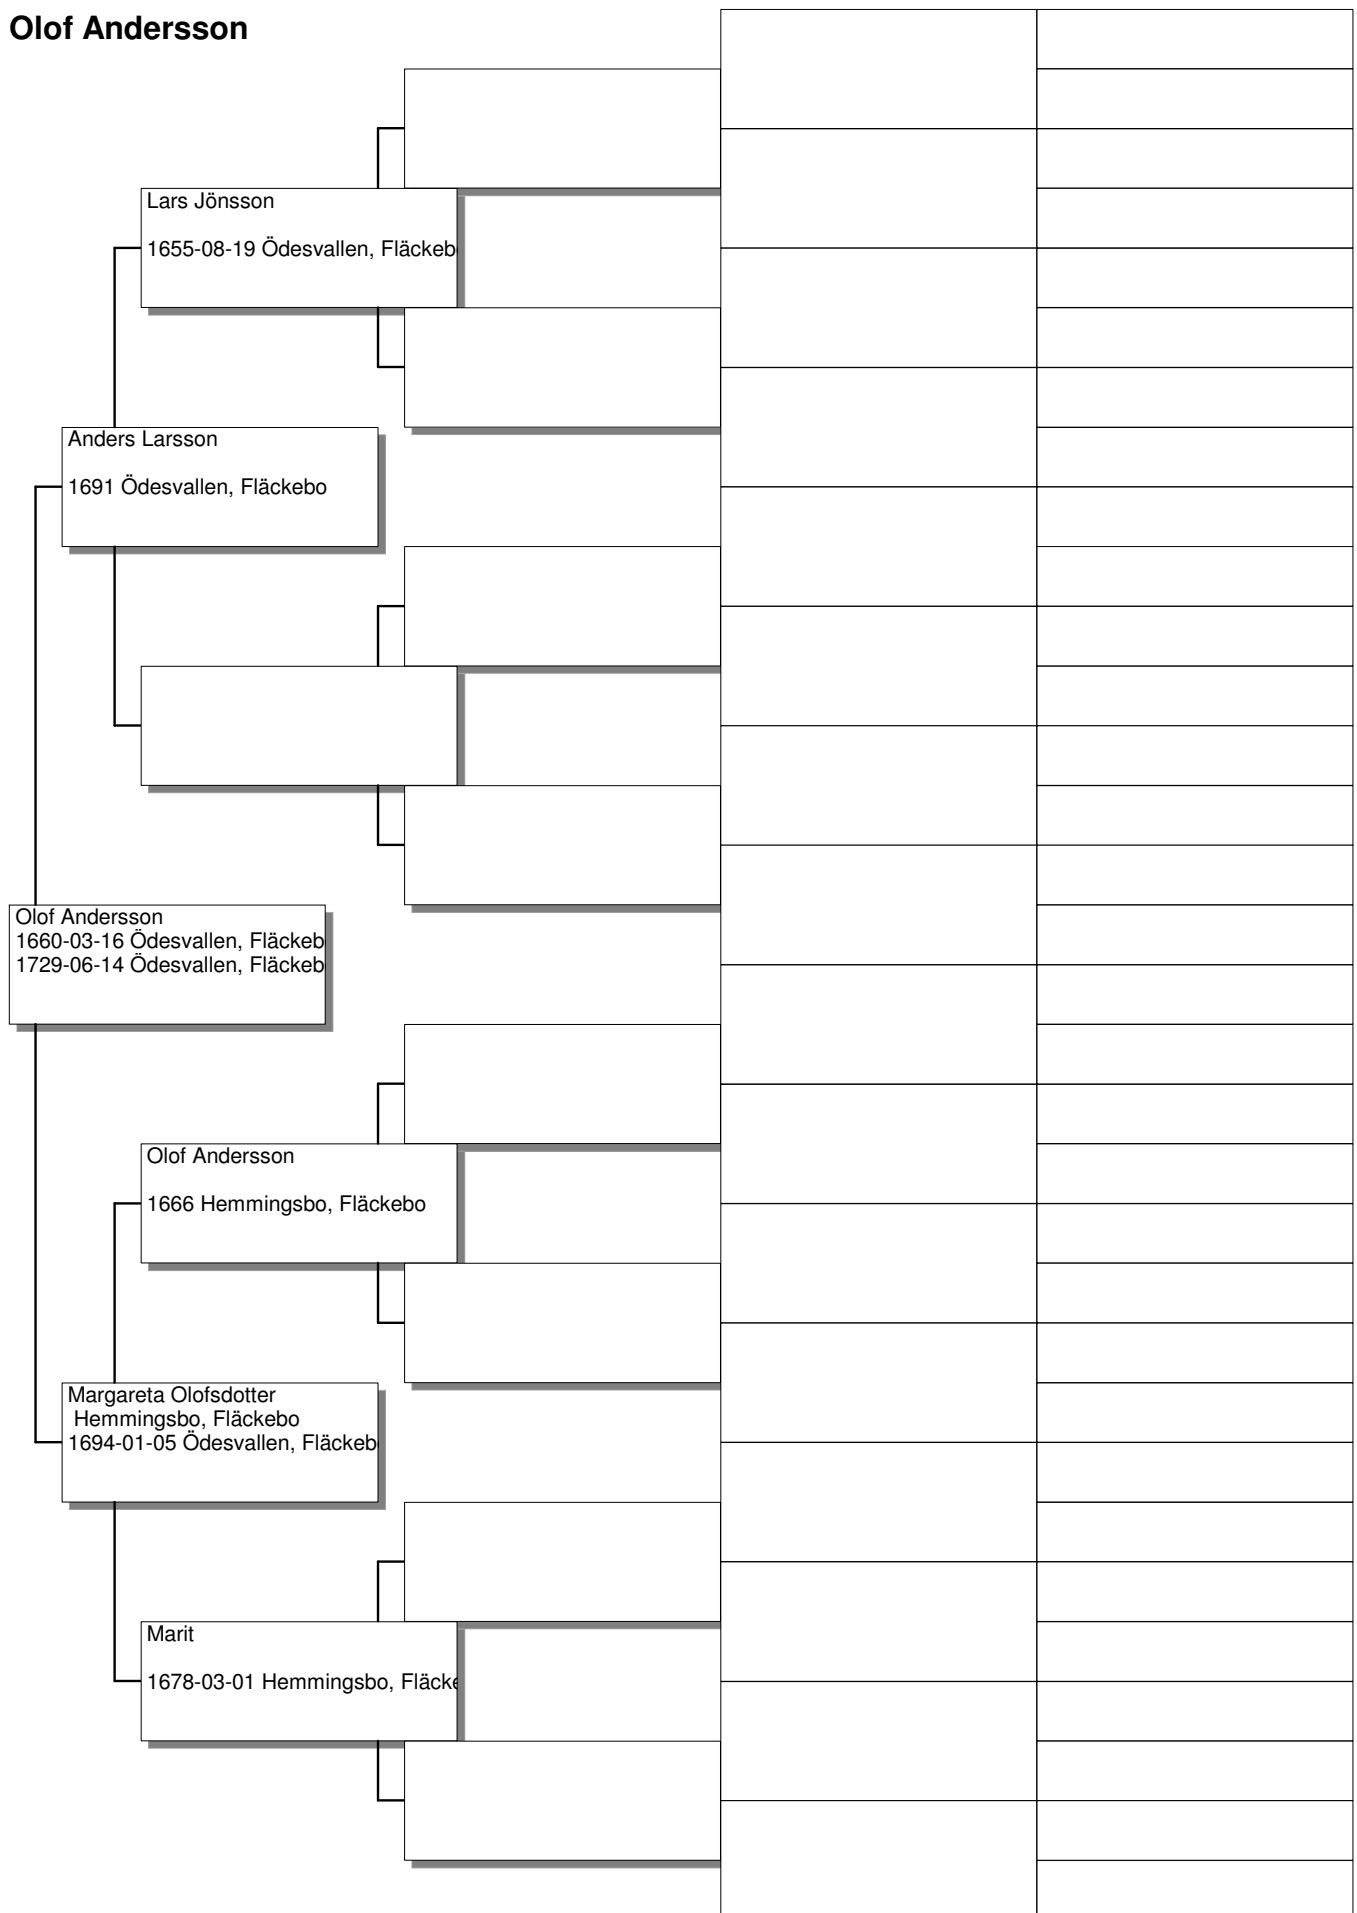 Olof Andersson
Lars Jönsson
1655-08-19 Ödesvallen, Fläckeb
Anders Larsson
1691 Ödesvallen, Fläckebo
Olof Andersson
1660-03-16 Ödesvallen, Fläckeb
1729-06-14 Ödesvallen, Fläckeb
Olof Andersson
1666 Hemmingsbo, Fläckebo
Margareta Olofsdotter
Hemmingsbo, Fläckebo
1694-01-05 Ödesvallen, Fläckeb
Marit
1678-03-01 Hemmingsbo, Fläcke